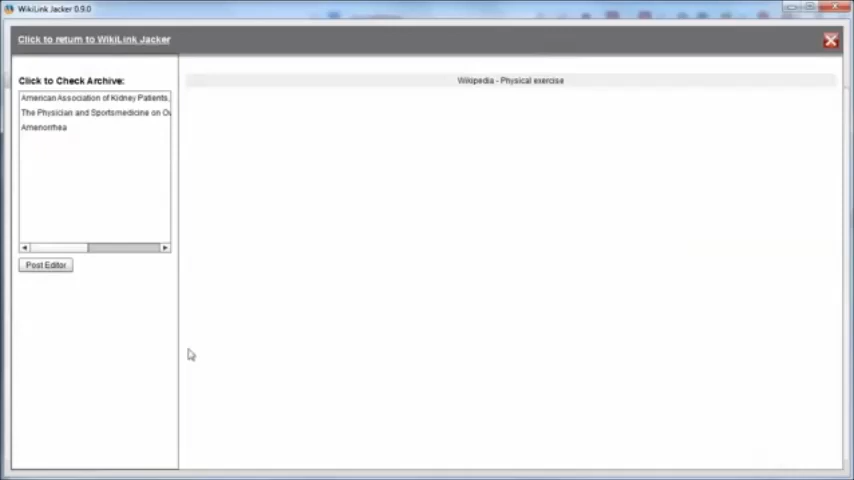 WikiLink Jacker 0.9.0
Click to return to WikiLink Jacker
Click to Check Archive:
Wikipedia - Physical exercise
American Association of Kidney Patients,
The Physician and Sportsmedicine on Ov
Amenorrhea
Post Editor